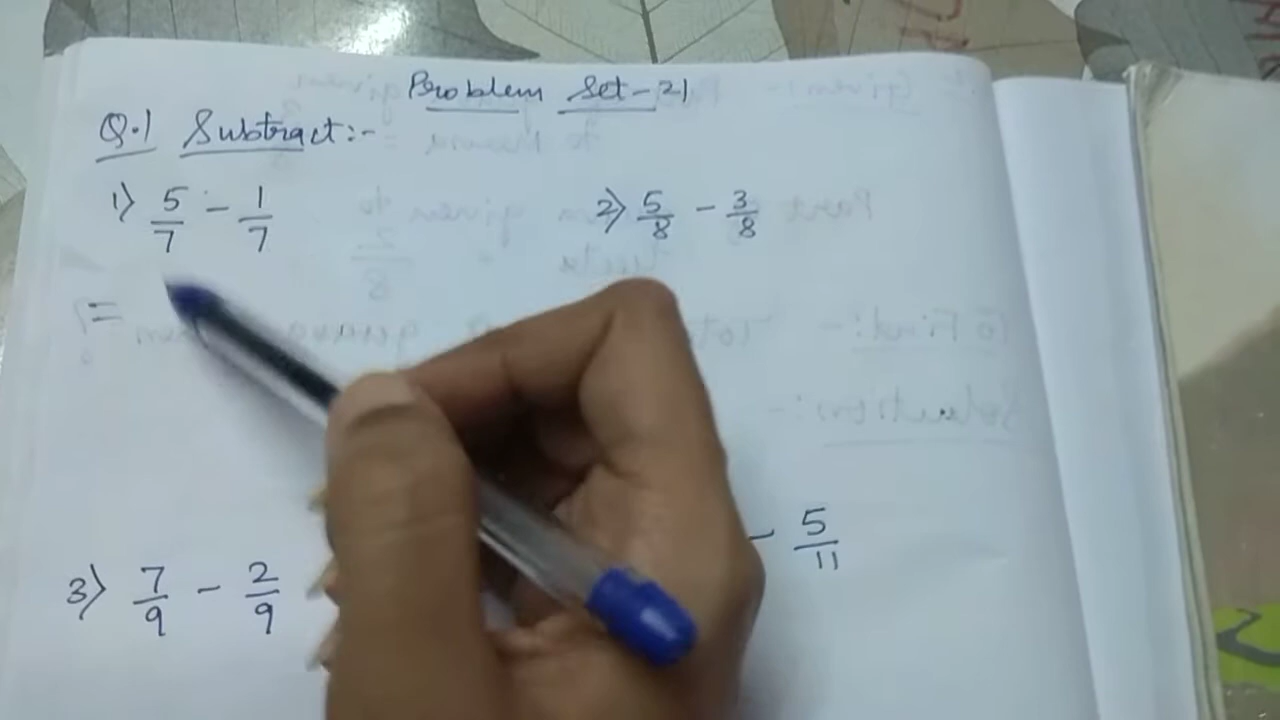 Problem Set-21
Q.1 Subtract:-
1) 5/7 - 1/7
2) 5/8 - 3/8
=
3) 7/9 - 2/9
- 5/11